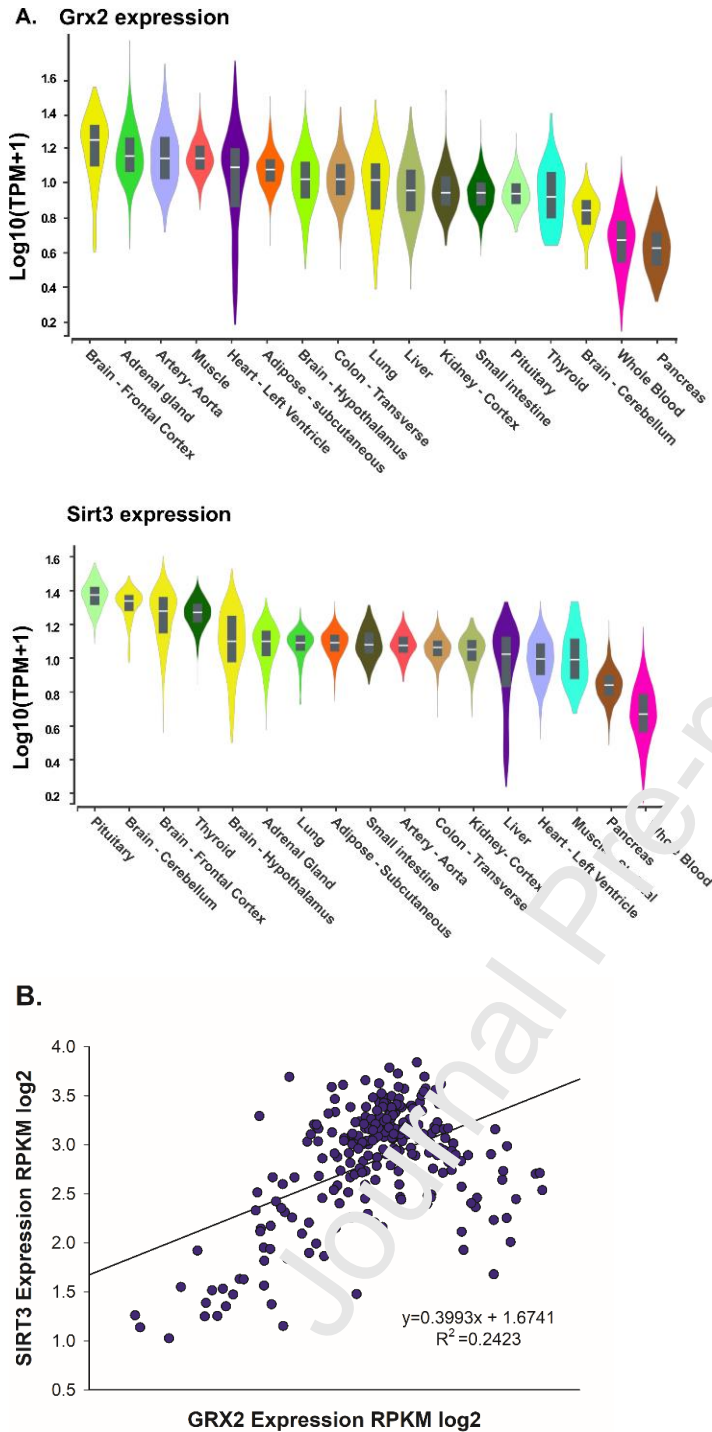 A. Grx2 expression
Log10(TPM+1)
1.6
1.4
1.2
1.0
0.8
0.6
0.4
0.2
Brain - Frontal Cortex
Adrenal gland
Artery- Aorta
Muscle
Heart - Left Ventricle
Adipose - subcutaneous
Brain - Hypothalamus
Colon - Transverse
Lung
Liver
Kidney - Cortex
Small intestine
Pituitary
Thyroid
Brain - Cerebellum
Whole Blood
Pancreas
Sirt3 expression
Log10(TPM+1)
1.6
1.4
1.2
1.0
0.8
0.6
0.4
0.2
Pituitary
Brain - Cerebellum
Brain - Frontal Cortex
Thyroid
Brain - Hypothalamus
Adrenal Gland
Lung
Adipose - Subcutaneous
Small intestine
Artery - Aorta
Colon - Transverse
Kidney- Cortex
Liver
Heart - Left Ventricle
Pancreas
Blood
B.
SIRT3 Expression RPKM log2
4.0
3.5
3.0
2.5
2.0
1.5
1.0
0.5
y=0.3993x + 1.6741
R² =0.2423
GRX2 Expression RPKM log2
Journal Pre-